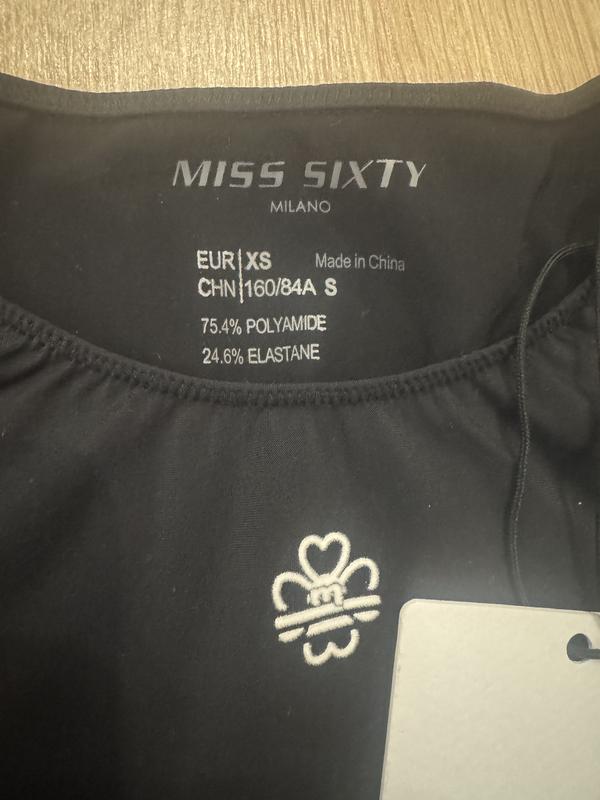 MISS SIXTY
MILANO
EUR|XS Made in China
CHN|160/84A S
75.4% POLYAMIDE
24.6% ELASTANE
m